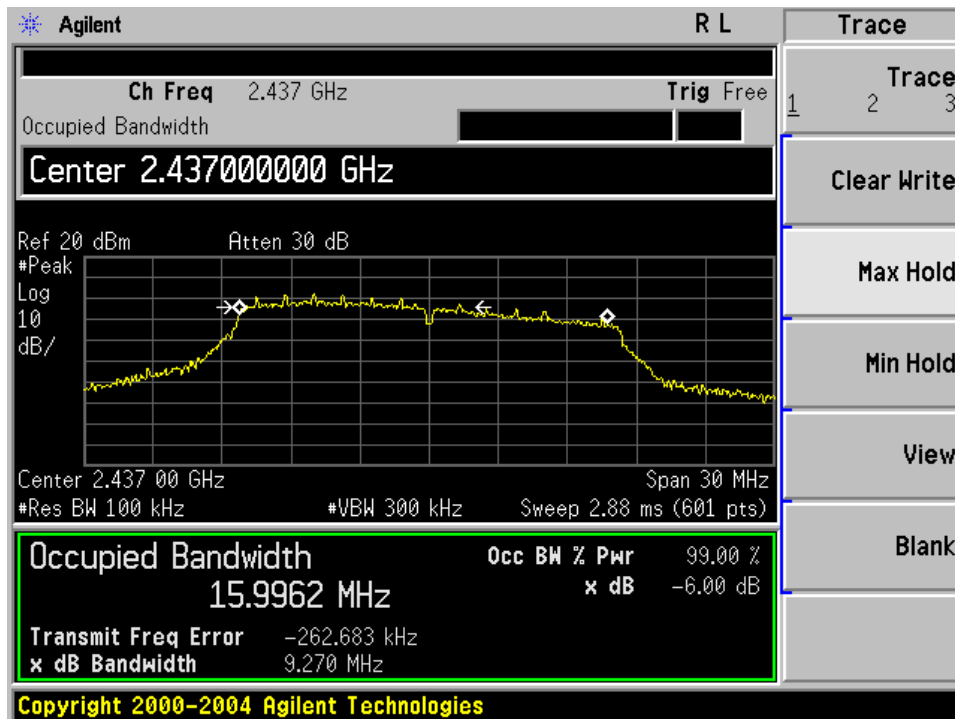 Agilent R L Trace
Ch Freq 2.437 GHz Trig Free
Occupied Bandwidth
Center 2.437000000 GHz
Ref 20 dBm Atten 30 dB
#Peak
Log
10
dB/
Center 2.437 00 GHz Span 30 MHz
#Res BW 100 kHz #VBW 300 kHz Sweep 2.88 ms (601 pts)
Occupied Bandwidth Occ BW % Pwr 99.00 %
15.9962 MHz x dB -6.00 dB
Transmit Freq Error -262.683 kHz
x dB Bandwidth 9.270 MHz
Copyright 2000-2004 Agilent Technologies
Trace
1 2 3
Clear Write
Max Hold
Min Hold
View
Blank